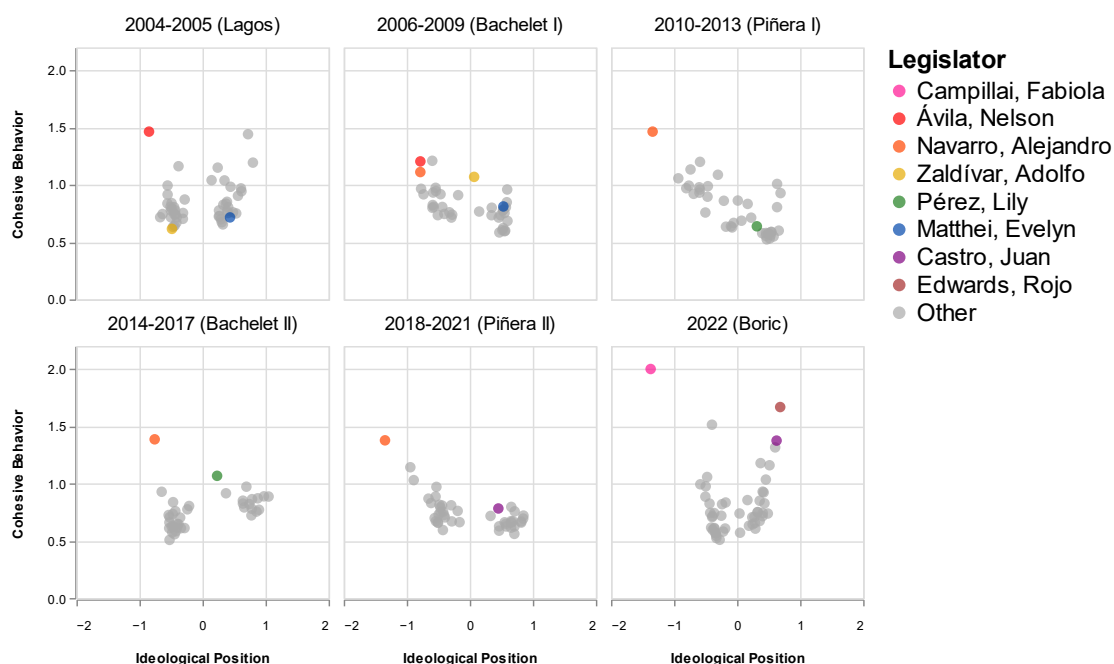 2004-2005 (Lagos)
2006-2009 (Bachelet I)
2010-2013 (Piñera I)
Cohesive Behavior
2.0
1.5
1.0
0.5
0.0
2014-2017 (Bachelet II)
2018-2021 (Piñera II)
2022 (Boric)
Cohesive Behavior
2.0
1.5
1.0
0.5
0.0
−2 −1 0 1 2
−2 −1 0 1 2
−2 −1 0 1 2
Ideological Position
Ideological Position
Ideological Position
Legislator
Campillai, Fabiola
Ávila, Nelson
Navarro, Alejandro
Zaldívar, Adolfo
Pérez, Lily
Matthei, Evelyn
Castro, Juan
Edwards, Rojo
Other